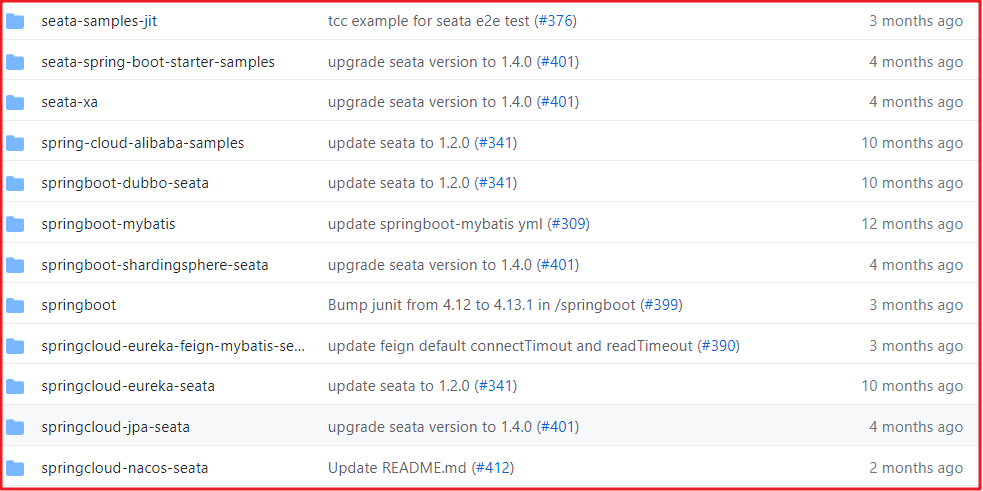 seata-samples-jit tcc example for seata e2e test (#376) 3 months ago
seata-spring-boot-starter-samples upgrade seata version to 1.4.0 (#401) 4 months ago
seata-xa upgrade seata version to 1.4.0 (#401) 4 months ago
spring-cloud-alibaba-samples update seata to 1.2.0 (#341) 10 months ago
springboot-dubbo-seata update seata to 1.2.0 (#341) 10 months ago
springboot-mybatis update springboot-mybatis yml (#309) 12 months ago
springboot-shardingsphere-seata upgrade seata version to 1.4.0 (#401) 4 months ago
springboot Bump junit from 4.12 to 4.13.1 in /springboot (#399) 3 months ago
springcloud-eureka-feign-mybatis-se... update feign default connectTimout and readTimeout (#390) 3 months ago
springcloud-eureka-seata update seata to 1.2.0 (#341) 10 months ago
springcloud-jpa-seata upgrade seata version to 1.4.0 (#401) 4 months ago
springcloud-nacos-seata Update README.md (#412) 2 months ago